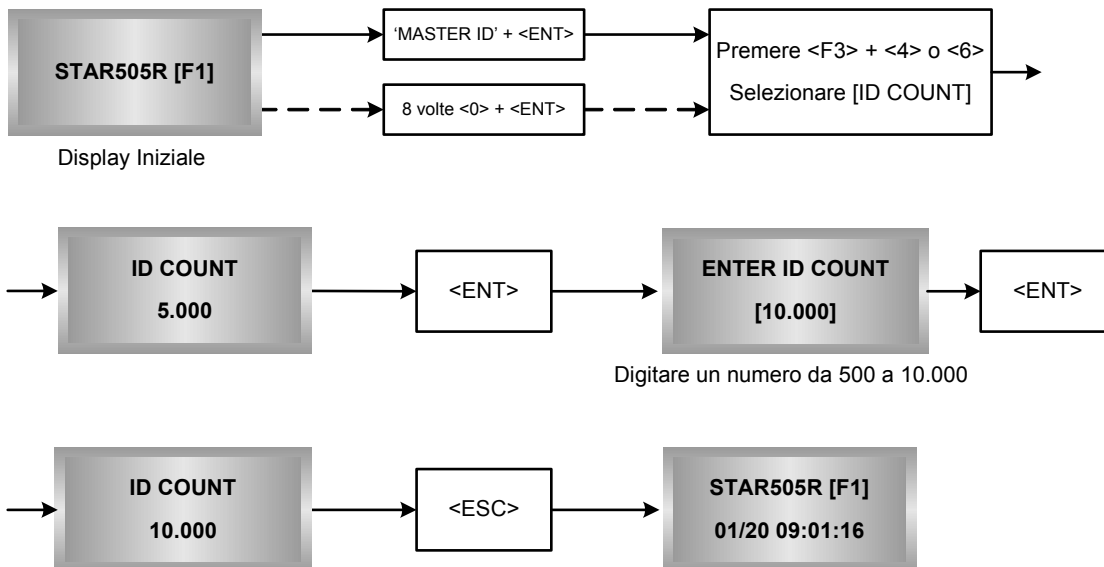 STAR505R [F1]
Display Iniziale
‘MASTER ID’ + <ENT>
8 volte <0> + <ENT>
Premere <F3> + <4> o <6>
Selezionare [ID COUNT]
ID COUNT
5.000
<ENT>
ENTER ID COUNT
[10.000]
Digitare un numero da 500 a 10.000
<ENT>
ID COUNT
10.000
<ESC>
STAR505R [F1]
01/20 09:01:16